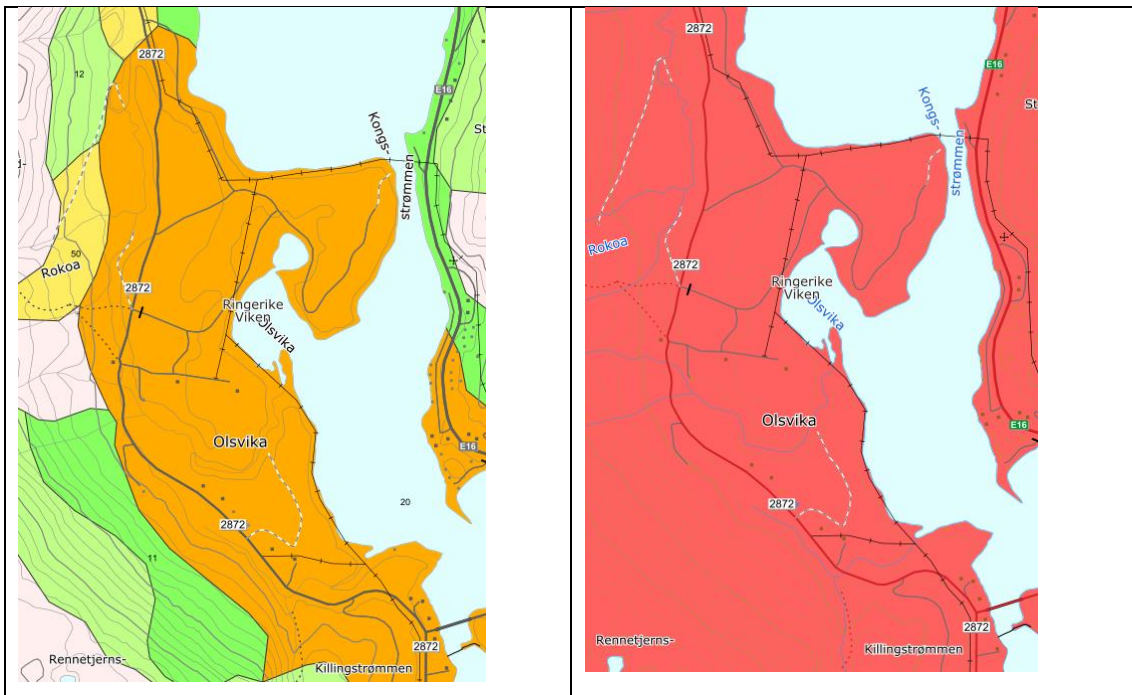 2872
12
E16
Kongs-
St
strømmen
50
Rokoa
2872
Ringerike
Viken
Olsvika
Olsvika
E16
20
2872
11
2872
Rennetjerns-
Killingstrømmen
2872
E16
Kongs-
St
strømmen
Rokoa
2872
Ringerike
Viken
Olsvika
Olsvika
E16
2872
2872
Rennetjerns-
Killingstrømmen